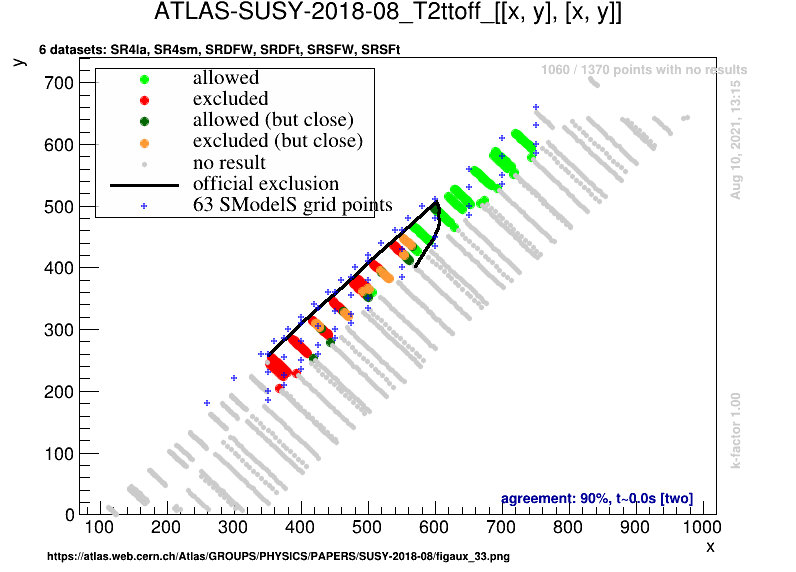 ATLAS-SUSY-2018-08_T2ttoff_[[x, y], [x, y]]
6 datasets: SR4la, SR4sm, SRDFW, SRDFt, SRSFW, SRSFt
y
1060 / 1370 points with no results
allowed
excluded
allowed (but close)
excluded (but close)
no result
official exclusion
63 SModelS grid points
Aug 10, 2021, 13:15
k-factor 1.00
700
600
500
400
300
200
100
0
agreement: 90%, t~0.0s [two]
100 200 300 400 500 600 700 800 900 1000
x
https://atlas.web.cern.ch/Atlas/GROUPS/PHYSICS/PAPERS/SUSY-2018-08/figaux_33.png